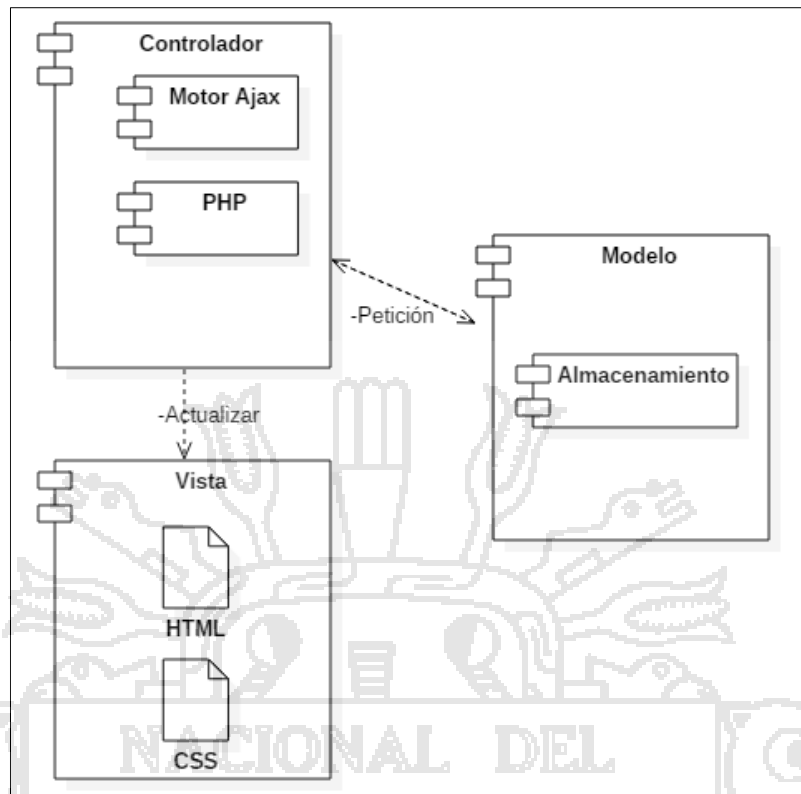 Controlador
Motor Ajax
PHP
Modelo
-Petición
Almacenamiento
-Actualizar
Vista
HTML
CSS
NACIONAL DEL